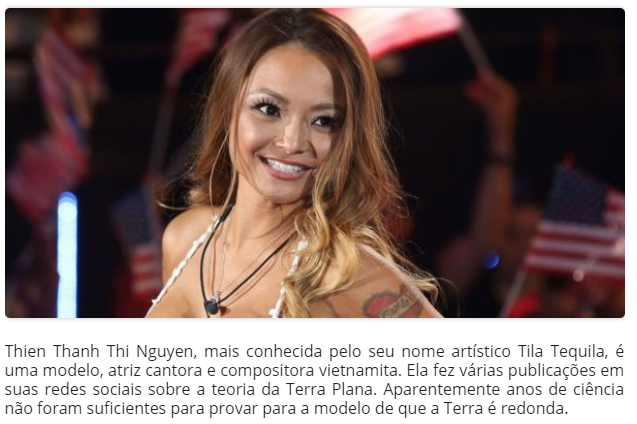 Thien Thanh Thi Nguyen, mais conhecida pelo seu nome artístico Tila Tequila, é
uma modelo, atriz cantora e compositora vietnamita. Ela fez várias publicações em
suas redes sociais sobre a teoria da Terra Plana. Aparentemente anos de ciência
não foram suficientes para provar para a modelo de que a Terra é redonda.